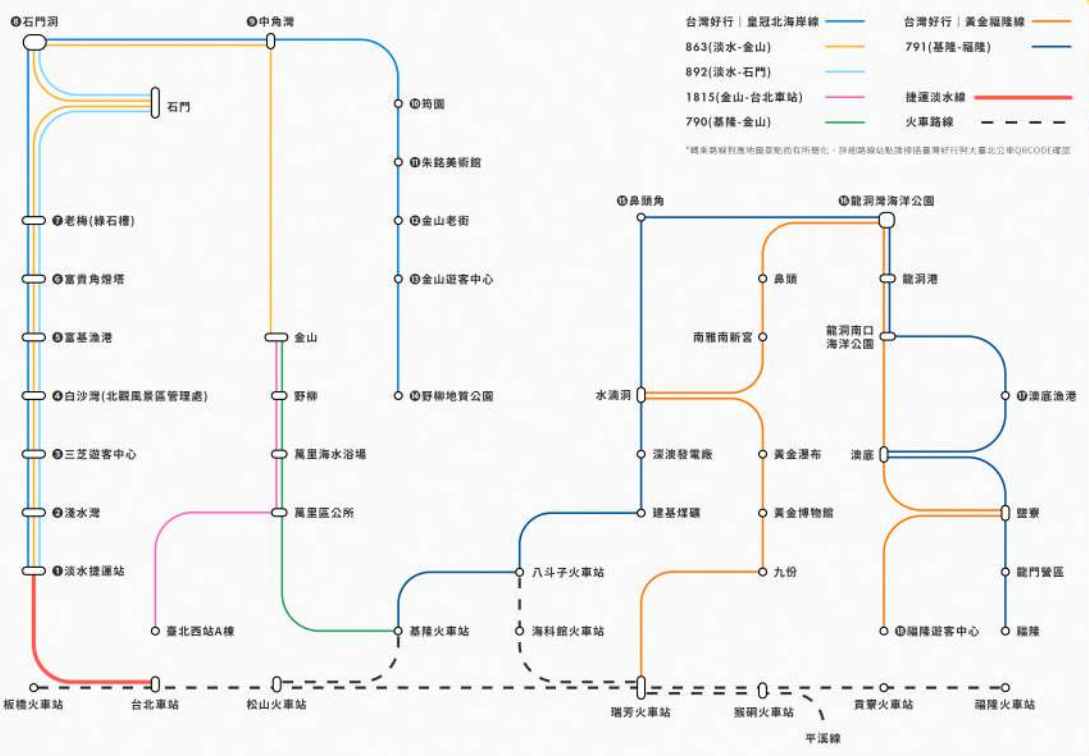 ❽石門洞
❾中角灣
台灣好行｜皇冠北海岸線
台灣好行｜黃金福隆線
863(淡水-金山)
791(基隆-福隆)
892(淡水-石門)
1815(金山-台北車站)
捷運淡水線
790(基隆-金山)
火車路線
石門
❿筠園
⓫朱銘美術館
⓯鼻頭角
⓰龍洞灣海洋公園
❼老梅(綠石槽)
⓬金山老街
❻富貴角燈塔
⓭金山遊客中心
鼻頭
龍洞港
❺富基漁港
金山
南雅南新宮
龍洞南口
海洋公園
❹白沙灣(北觀風景區管理處)
野柳
⓮野柳地質公園
水湳洞
⓱澳底漁港
❸三芝遊客中心
萬里海水浴場
深澳發電廠
黃金瀑布
澳底
❷淺水灣
萬里區公所
建基煤礦
黃金博物館
鹽寮
❶淡水捷運站
八斗子火車站
九份
龍門營區
臺北西站A棟
基隆火車站
海科館火車站
福隆遊客中心
福隆
板橋火車站
台北車站
松山火車站
瑞芳火車站
猴硐火車站
貢寮火車站
福隆火車站
平溪線